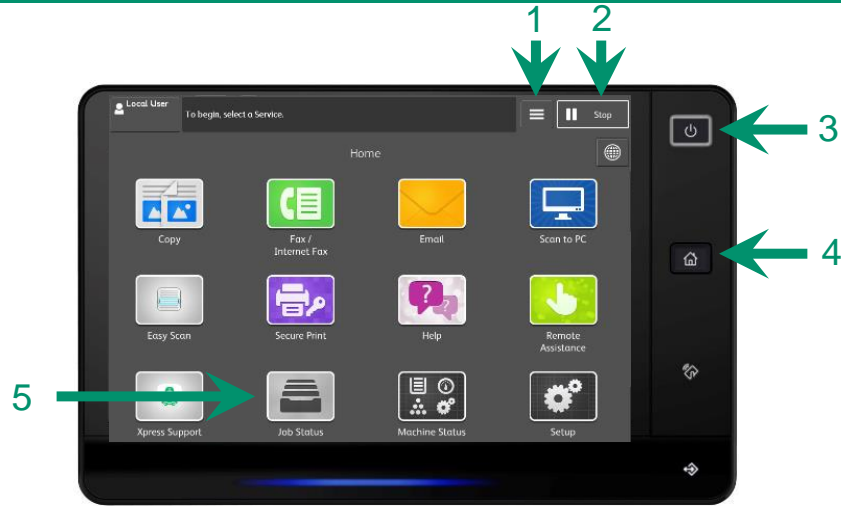 1
2
Local User
To begin, select a Service.
Stop
3
Home
Copy
Fax /
Internet Fax
Email
Scan to PC
4
Easy Scan
Secure Print
Help
Remote
Assistance
5
Xpress Support
Job Status
Machine Status
Setup